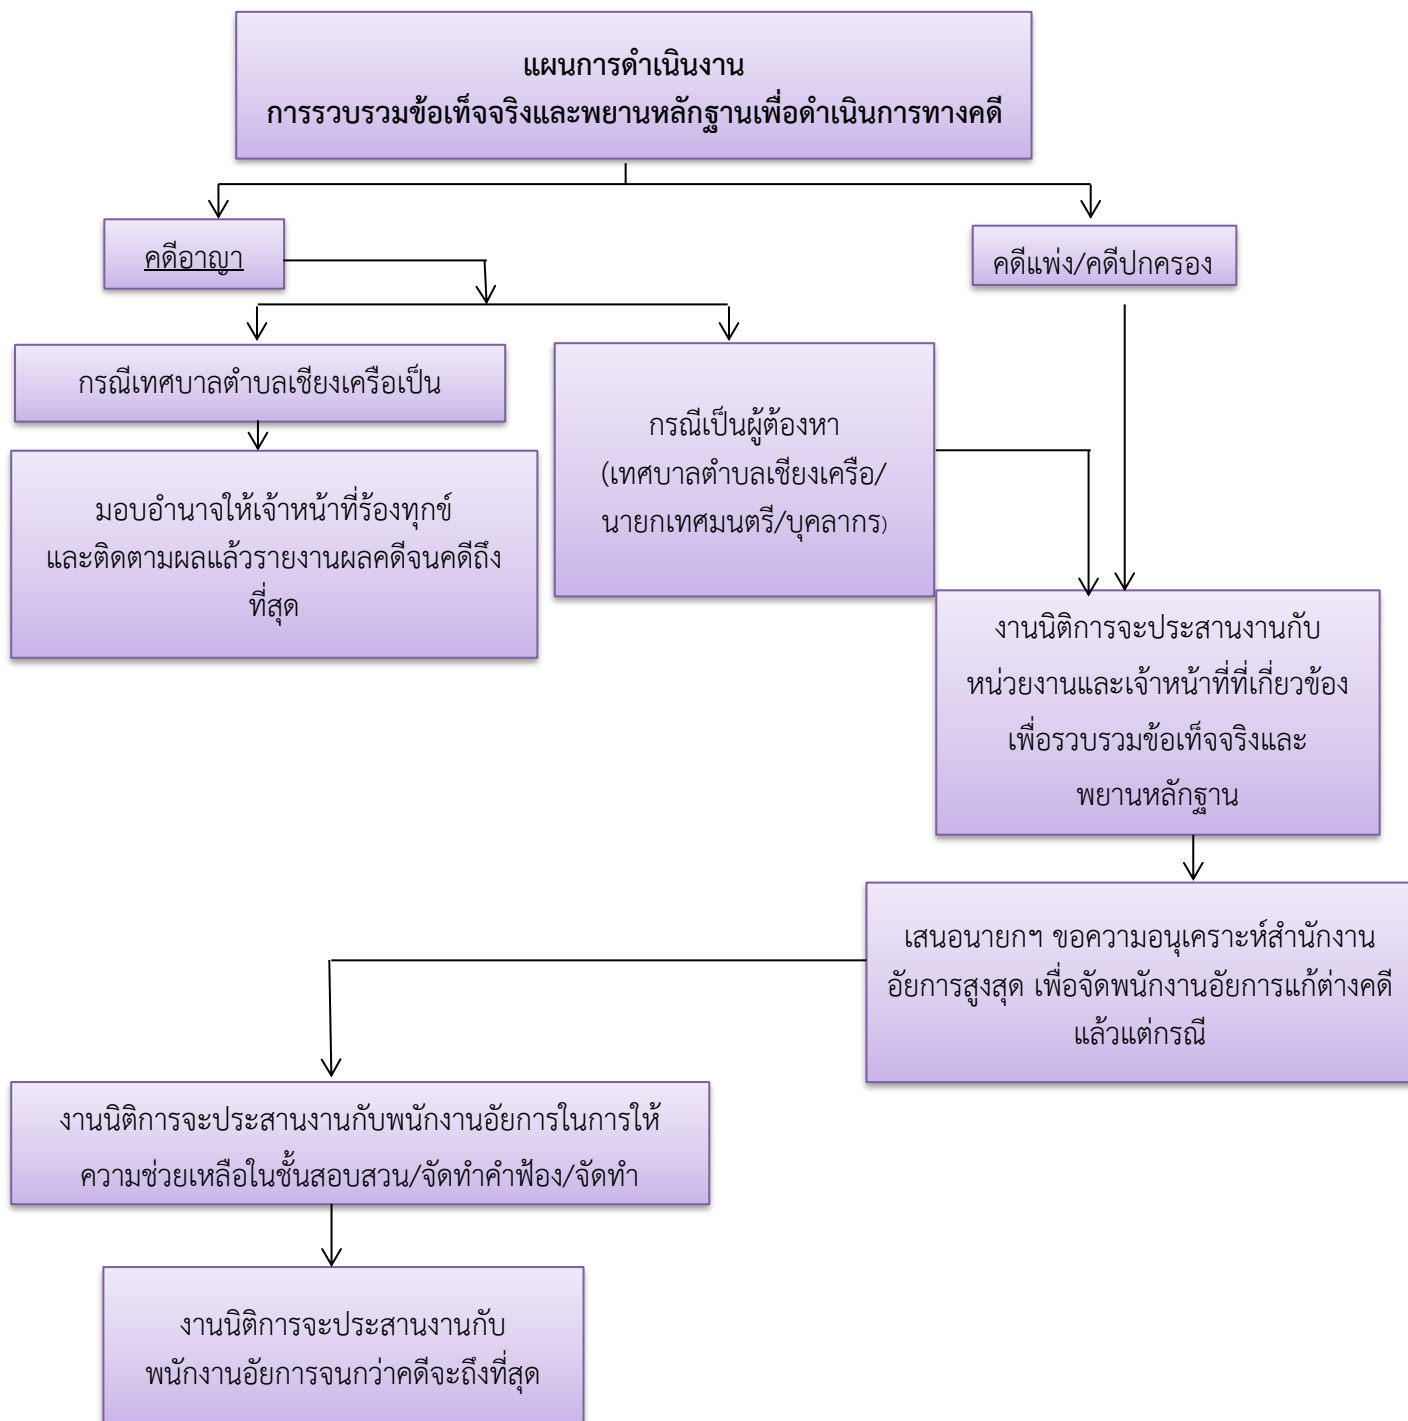 แผนการดำเนินงาน
การรวบรวมข้อเท็จจริงและพยานหลักฐานเพื่อดำเนินการทางคดี
คดีอาญา
คดีแพ่ง/คดีปกครอง
กรณีเทศบาลตำบลเชียงเครือเป็น
กรณีเป็นผู้ต้องหา
(เทศบาลตำบลเชียงเครือ/
นายกเทศมนตรี/บุคลากร)
มอบอำนาจให้เจ้าหน้าที่ร้องทุกข์
และติดตามผลแล้วรายงานผลคดีจนคดีถึง
ที่สุด
งานนิติการจะประสานงานกับ
หน่วยงานและเจ้าหน้าที่ที่เกี่ยวข้อง
เพื่อรวบรวมข้อเท็จจริงและ
พยานหลักฐาน
เสนอนายกฯ ขอความอนุเคราะห์สำนักงาน
อัยการสูงสุด เพื่อจัดพนักงานอัยการแก้ต่างคดี
แล้วแต่กรณี
งานนิติการจะประสานงานกับพนักงานอัยการในการให้
ความช่วยเหลือในชั้นสอบสวน/จัดทำคำฟ้อง/จัดทำ
งานนิติการจะประสานงานกับ
พนักงานอัยการจนกว่าคดีจะถึงที่สุด